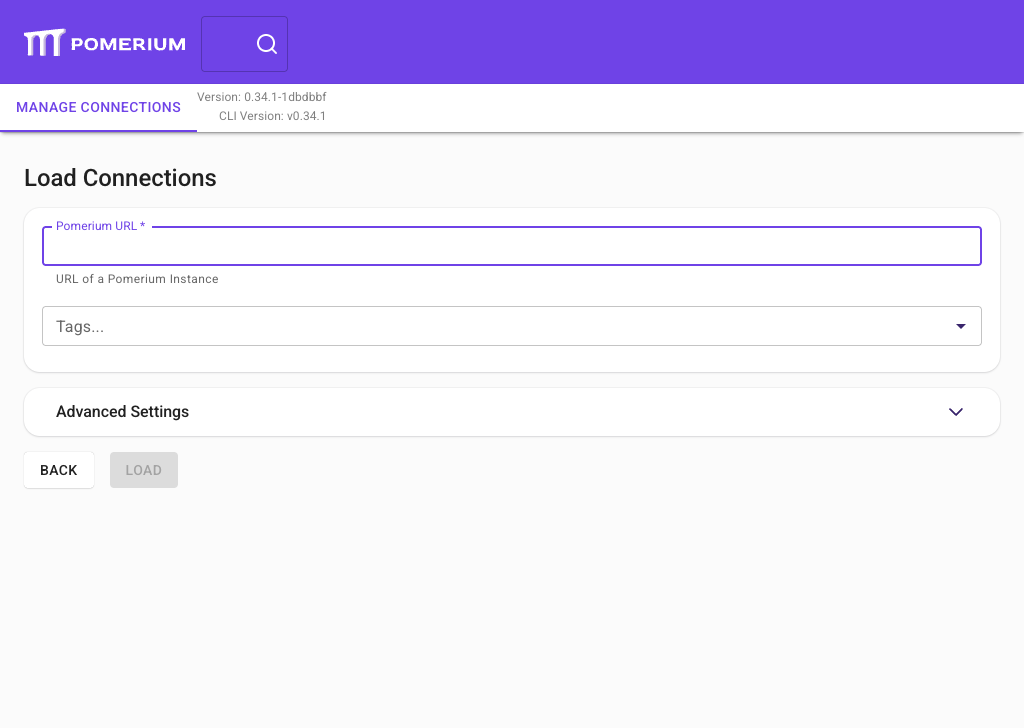 POMERIUM
MANAGE CONNECTIONS
Version: 0.34.1-1dbdbbf
CLI Version: v0.34.1
Load Connections
Pomerium URL *
URL of a Pomerium Instance
Tags...
Advanced Settings
BACK
LOAD